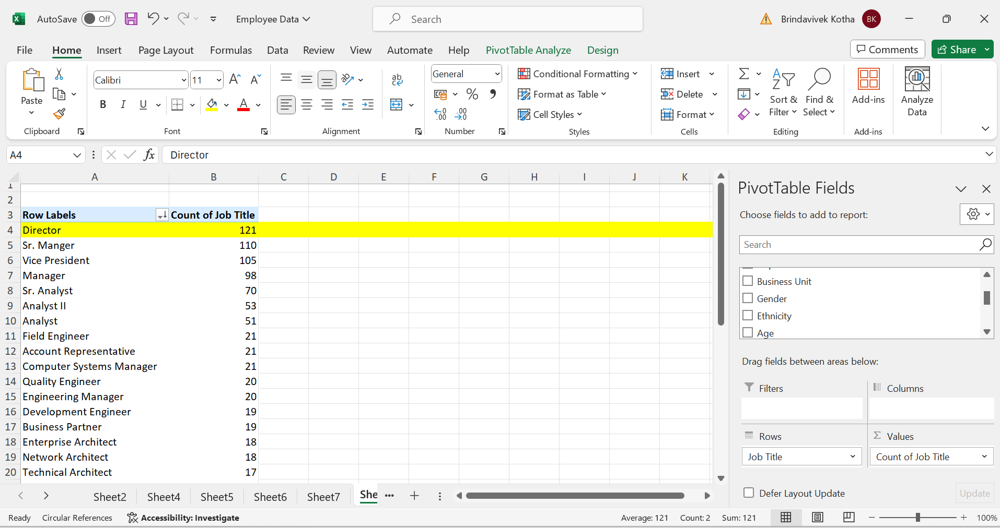 AutoSave Off Employee Data Search Brindavivek Kotha BK
File Home Insert Page Layout Formulas Data Review View Automate Help PivotTable Analyze Design Comments Share
Paste
Clipboard
Calibri 11
B I U A
Font
ab
Alignment
General
% 
Number
Conditional Formatting
Format as Table
Cell Styles
Styles
Insert
Delete
Format
Cells
Sort & Filter
Find & Select
Editing
Add-ins
Add-ins
Analyze Data
A4 fx Director
A B C D E F G H I J K
1
2
3 Row Labels Count of Job Title
4 Director 121
5 Sr. Manger 110
6 Vice President 105
7 Manager 98
8 Sr. Analyst 70
9 Analyst II 53
10 Analyst 51
11 Field Engineer 21
12 Account Representative 21
13 Computer Systems Manager 21
14 Quality Engineer 20
15 Engineering Manager 20
16 Development Engineer 19
17 Business Partner 19
18 Enterprise Architect 18
19 Network Architect 18
20 Technical Architect 17
PivotTable Fields
Choose fields to add to report:
Search
Business Unit
Gender
Ethnicity
Age
Drag fields between areas below:
Filters
Columns
Rows
Σ Values
Job Title
Count of Job Title
Defer Layout Update Update
Sheet2 Sheet4 Sheet5 Sheet6 Sheet7 She
Ready Circular References Accessibility: Investigate Average: 121 Count: 2 Sum: 121 100%